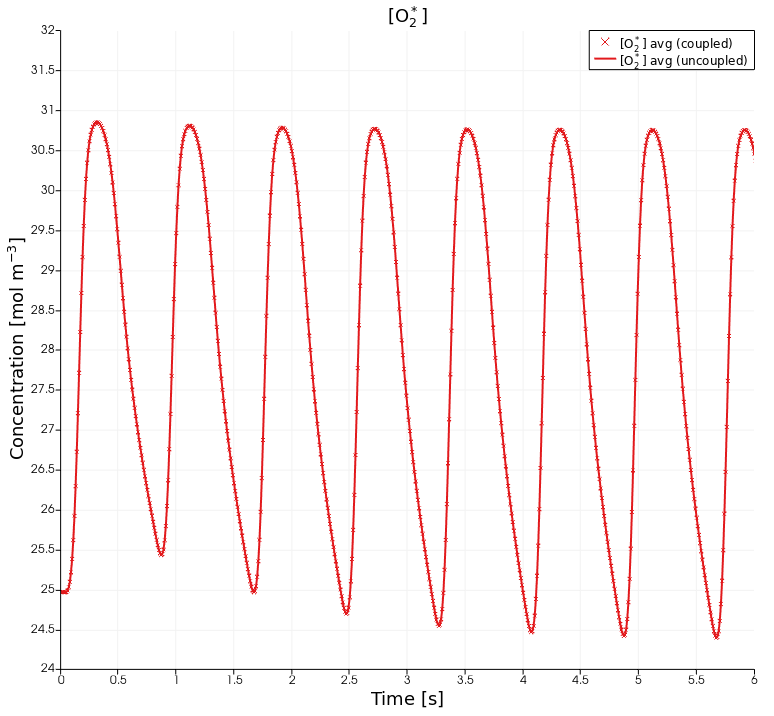 [O₂*]
[O₂*] avg (coupled)
[O₂*] avg (uncoupled)
32
31.5
31
30.5
30
29.5
29
28.5
28
27.5
27
26.5
26
25.5
25
24.5
24
Concentration [mol m⁻³]
0 0.5 1 1.5 2 2.5 3 3.5 4 4.5 5 5.5 6
Time [s]